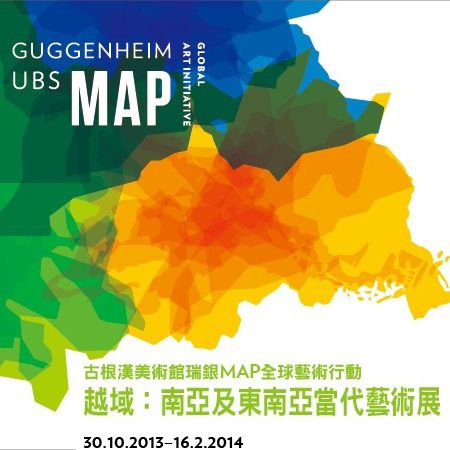 GUGGENHEIM
UBS MAP
GLOBAL
ART INITIATIVE
古根漢美術館瑞銀MAP全球藝術行動
越域：南亞及東南亞當代藝術展
30.10.2013–16.2.2014